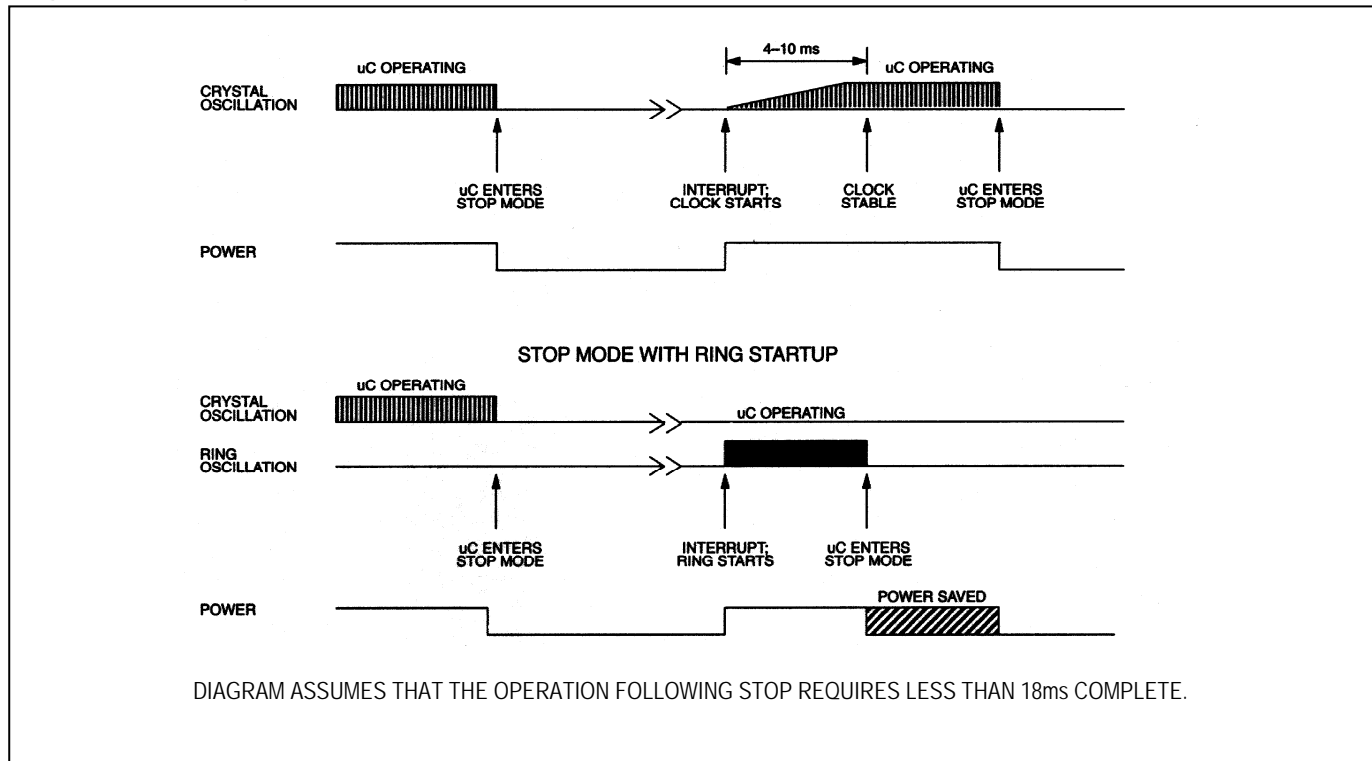 4–10 ms
uC OPERATING
uC OPERATING
CRYSTAL
OSCILLATION
uC ENTERS
STOP MODE
INTERRUPT;
CLOCK STARTS
CLOCK
STABLE
uC ENTERS
STOP MODE
POWER
STOP MODE WITH RING STARTUP
uC OPERATING
CRYSTAL
OSCILLATION
uC OPERATING
RING
OSCILLATION
uC ENTERS
STOP MODE
INTERRUPT;
RING STARTS
uC ENTERS
STOP MODE
POWER
POWER SAVED
DIAGRAM ASSUMES THAT THE OPERATION FOLLOWING STOP REQUIRES LESS THAN 18ms COMPLETE.